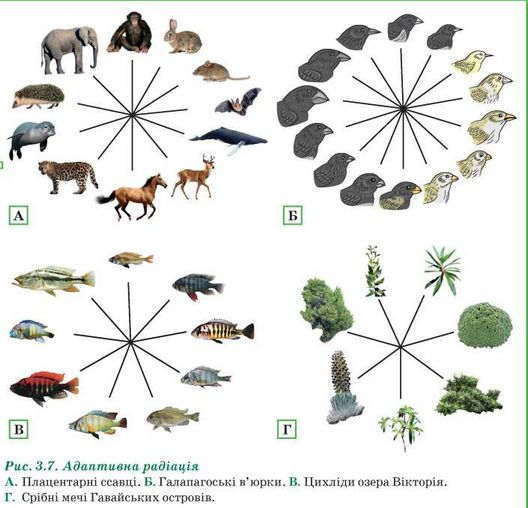 А
Б
В
Г
Рис. 3.7. Адаптивна радіація
А. Плацентарні ссавці. Б. Галапагоські в’юрки. В. Цихліди озера Вікторія.
Г. Срібні мечі Гавайських островів.